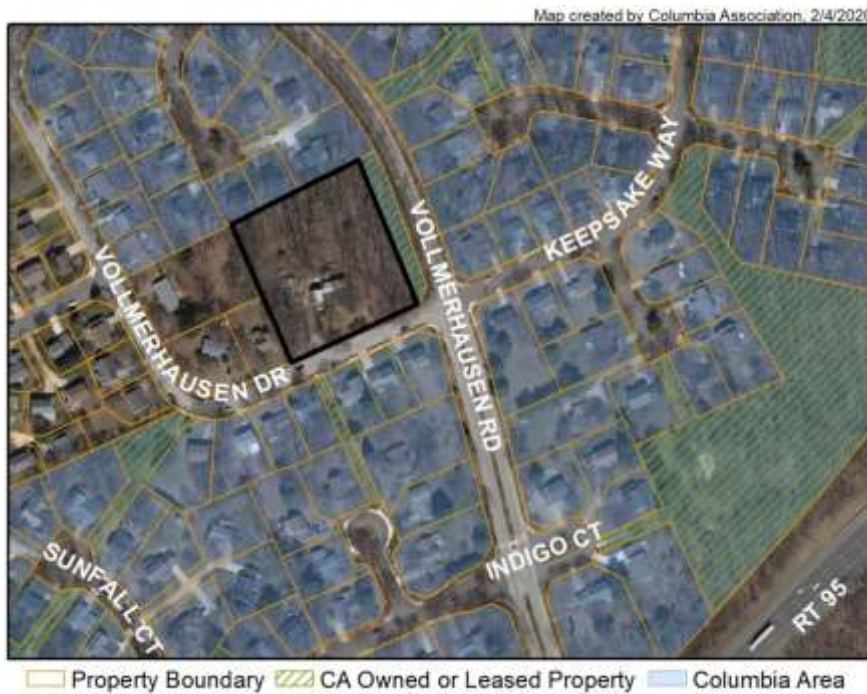 Map created by Columbia Association, 2/4/2020
VOLLMERHAUSEN DR
VOLLMERHAUSEN RD
KEEPSAKE WAY
INDIGO CT
SUNFALL CT
RT 95
Property Boundary CA Owned or Leased Property Columbia Area